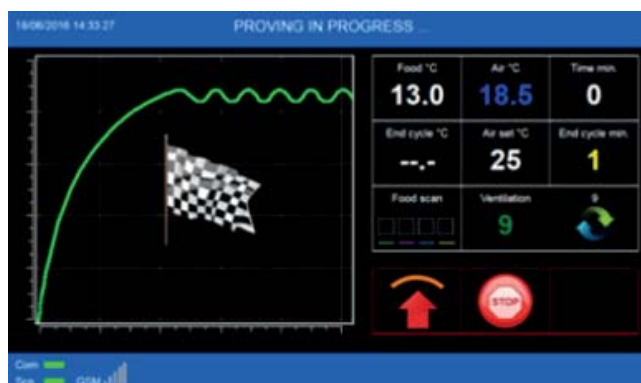 16/06/2016 14:33:27
PROVING IN PROGRESS ...
Food °C
Air °C
Time min.
13.0
18.5
0
End cycle °C
Air set °C
End cycle min.
--.-
25
1
Food scan
Ventilation
9
9
STOP
Com
GSM